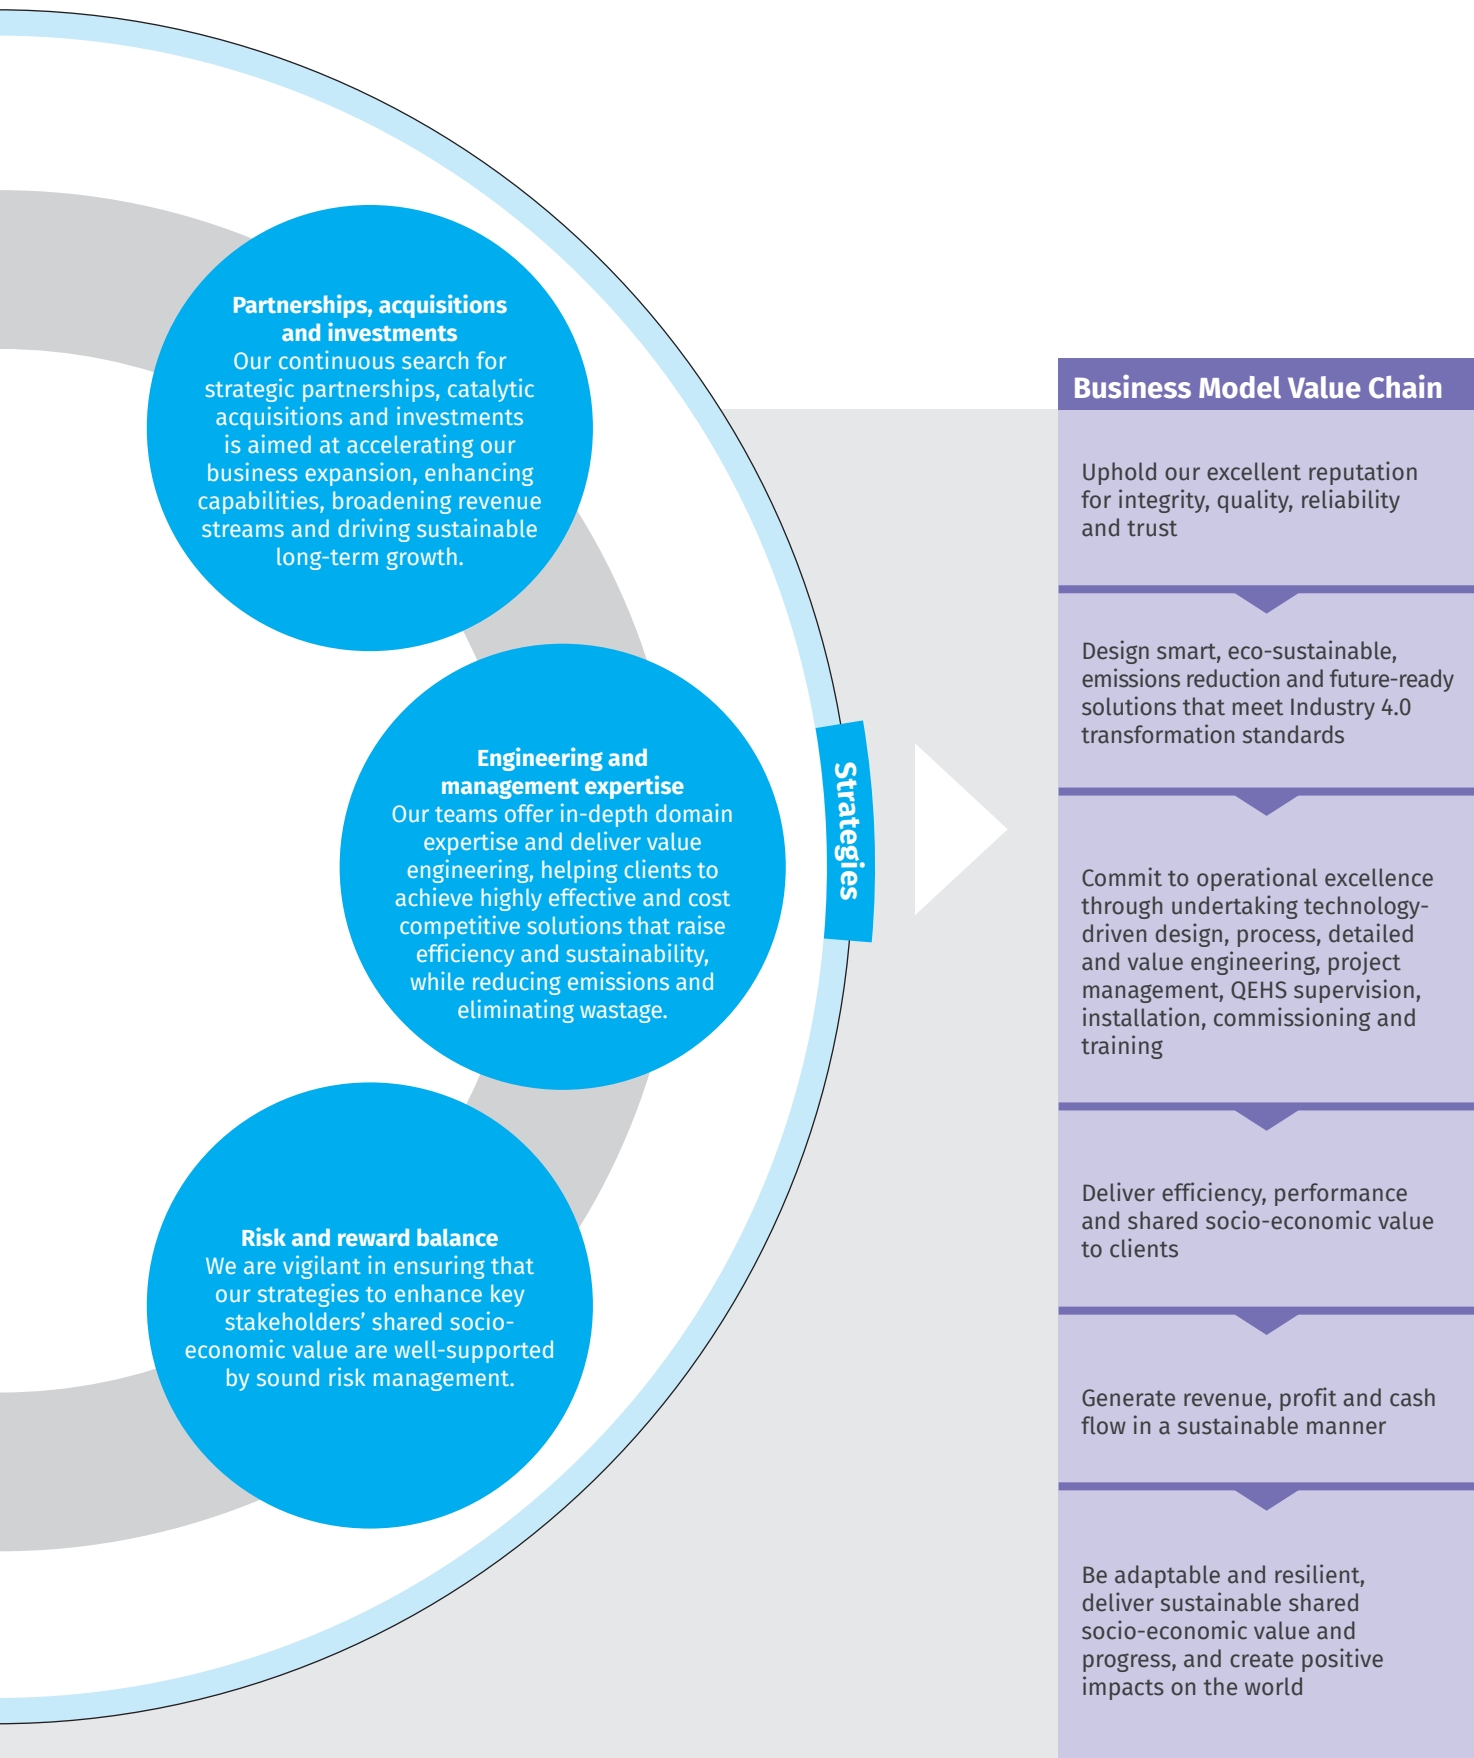 Partnerships, acquisitions
and investments
Our continuous search for
strategic partnerships, catalytic
acquisitions and investments
is aimed at accelerating our
business expansion, enhancing
capabilities, broadening revenue
streams and driving sustainable
long-term growth.
Engineering and
management expertise
Our teams offer in-depth domain
expertise and deliver value
engineering, helping clients to
achieve highly effective and cost
competitive solutions that raise
efficiency and sustainability,
while reducing emissions and
eliminating wastage.
Risk and reward balance
We are vigilant in ensuring that
our strategies to enhance key
stakeholders’ shared socio-
economic value are well-supported
by sound risk management.
Strategies
Business Model Value Chain
Uphold our excellent reputation
for integrity, quality, reliability
and trust
Design smart, eco-sustainable,
emissions reduction and future-ready
solutions that meet Industry 4.0
transformation standards
Commit to operational excellence
through undertaking technology-
driven design, process, detailed
and value engineering, project
management, QEHS supervision,
installation, commissioning and
training
Deliver efficiency, performance
and shared socio-economic value
to clients
Generate revenue, profit and cash
flow in a sustainable manner
Be adaptable and resilient,
deliver sustainable shared
socio-economic value and
progress, and create positive
impacts on the world